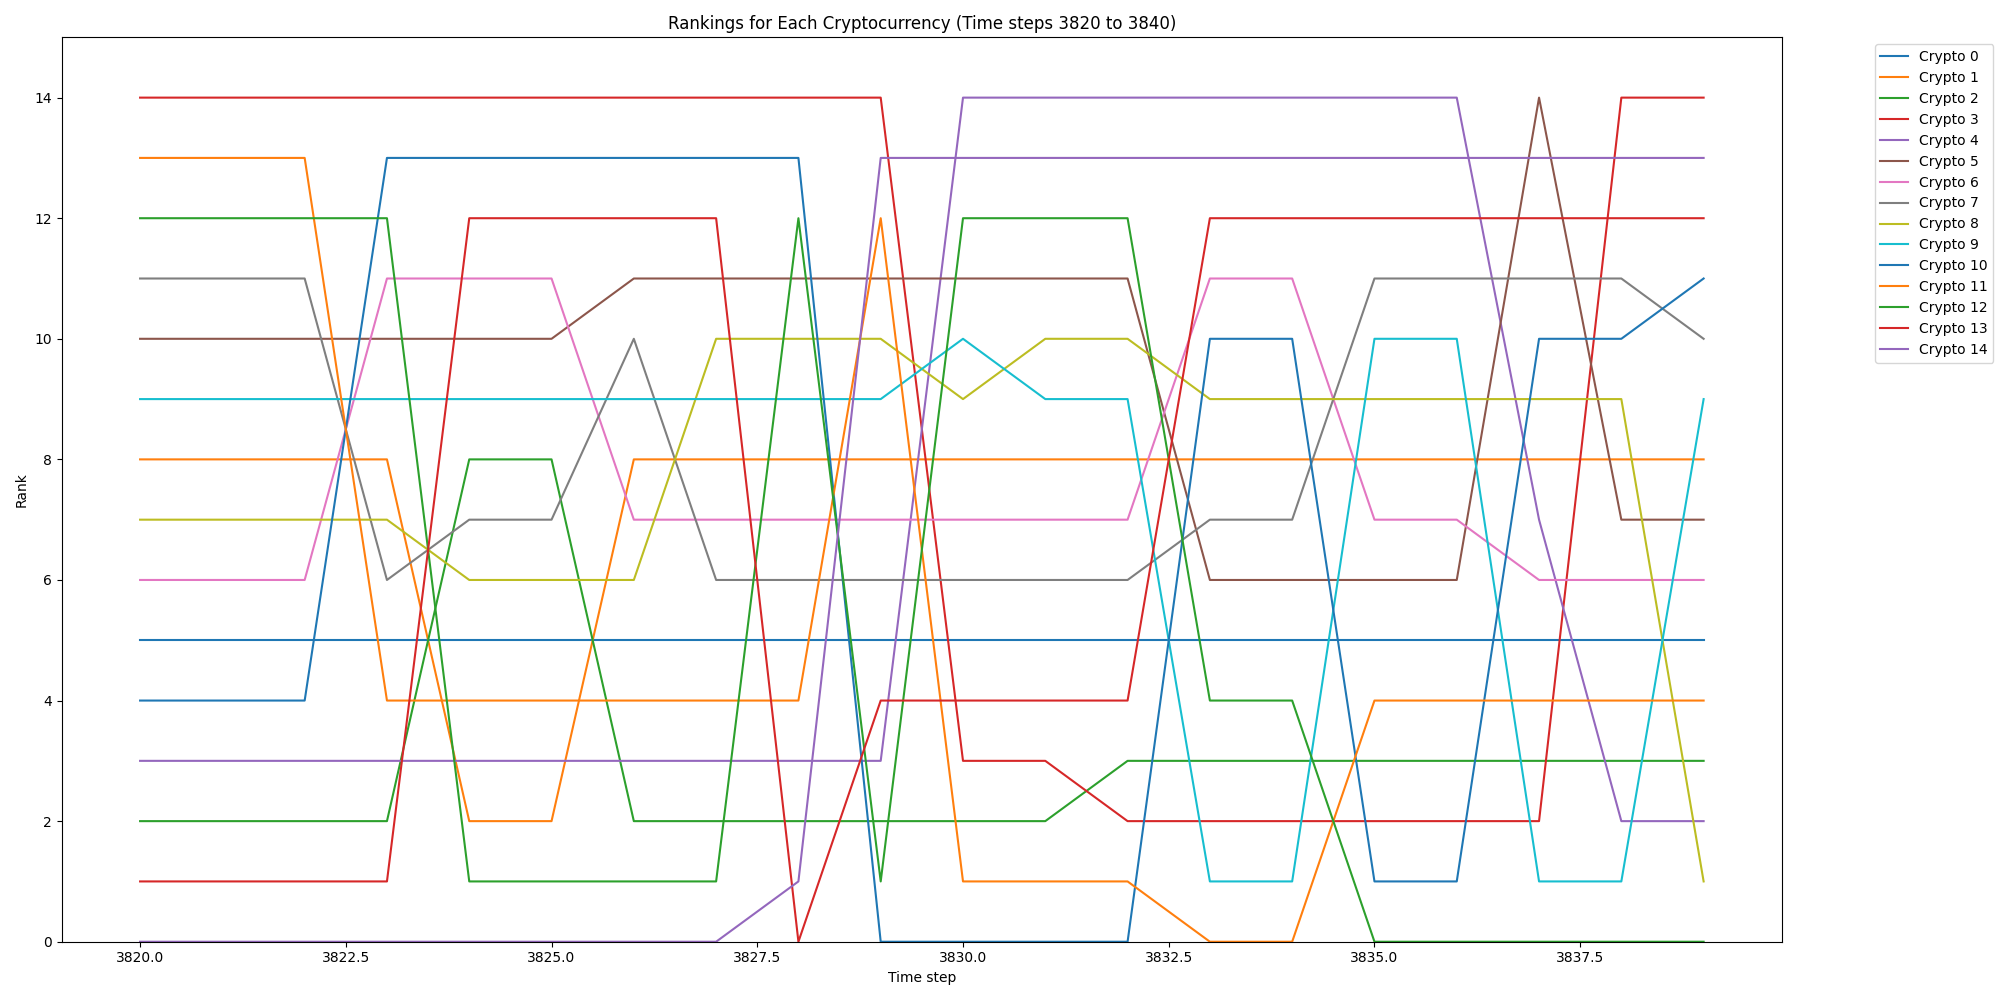 Rankings for Each Cryptocurrency (Time steps 3820 to 3840)
Rank
14
12
10
8
6
4
2
0
3820.0 3822.5 3825.0 3827.5 3830.0 3832.5 3835.0 3837.5
Time step
Crypto 0
Crypto 1
Crypto 2
Crypto 3
Crypto 4
Crypto 5
Crypto 6
Crypto 7
Crypto 8
Crypto 9
Crypto 10
Crypto 11
Crypto 12
Crypto 13
Crypto 14